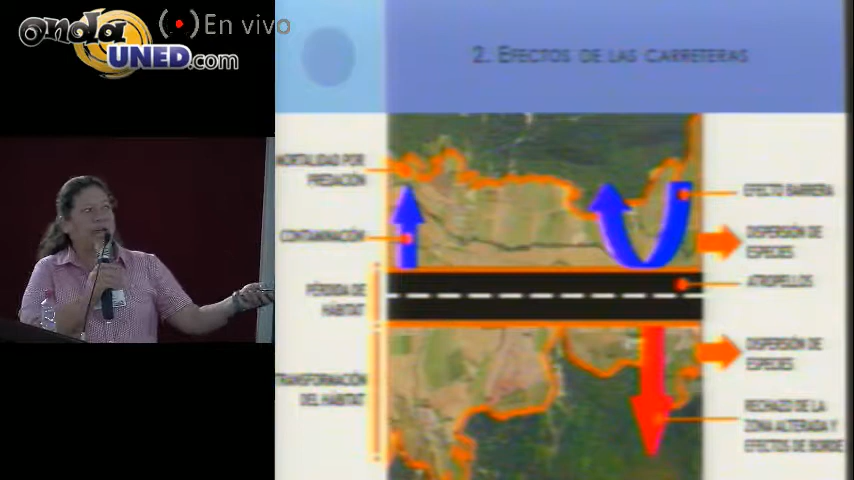 onda
UNED.com
(•) En vivo
2. EFECTOS DE LAS CARRETERAS
MORTALIDAD POR
PREDACIÓN
CONTAMINACIÓN
PÉRDIDA DE
HÁBITAT
TRANSFORMACIÓN
DEL HÁBITAT
EFECTO BARRERA
DISPERSIÓN DE
ESPECIES
ATROPELLOS
DISPERSIÓN DE
ESPECIES
RECHAZO DE LA
ZONA ALTERADA Y
EFECTOS DE BORDE